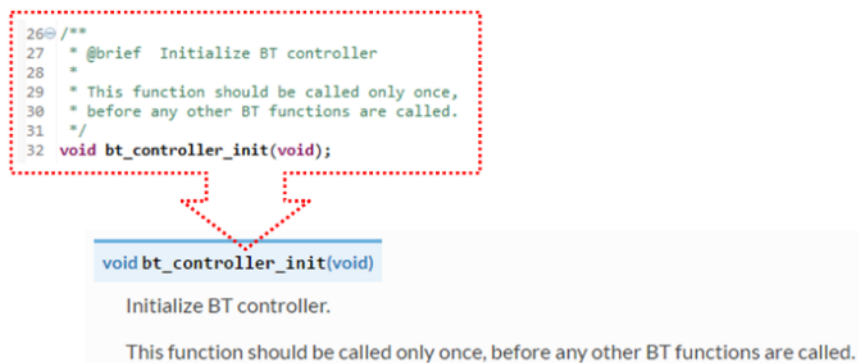 26 /**
27  * @brief  Initialize BT controller
28  *
29  * This function should be called only once,
30  * before any other BT functions are called.
31  */
32 void bt_controller_init(void);
void bt_controller_init(void)
Initialize BT controller.
This function should be called only once, before any other BT functions are called.